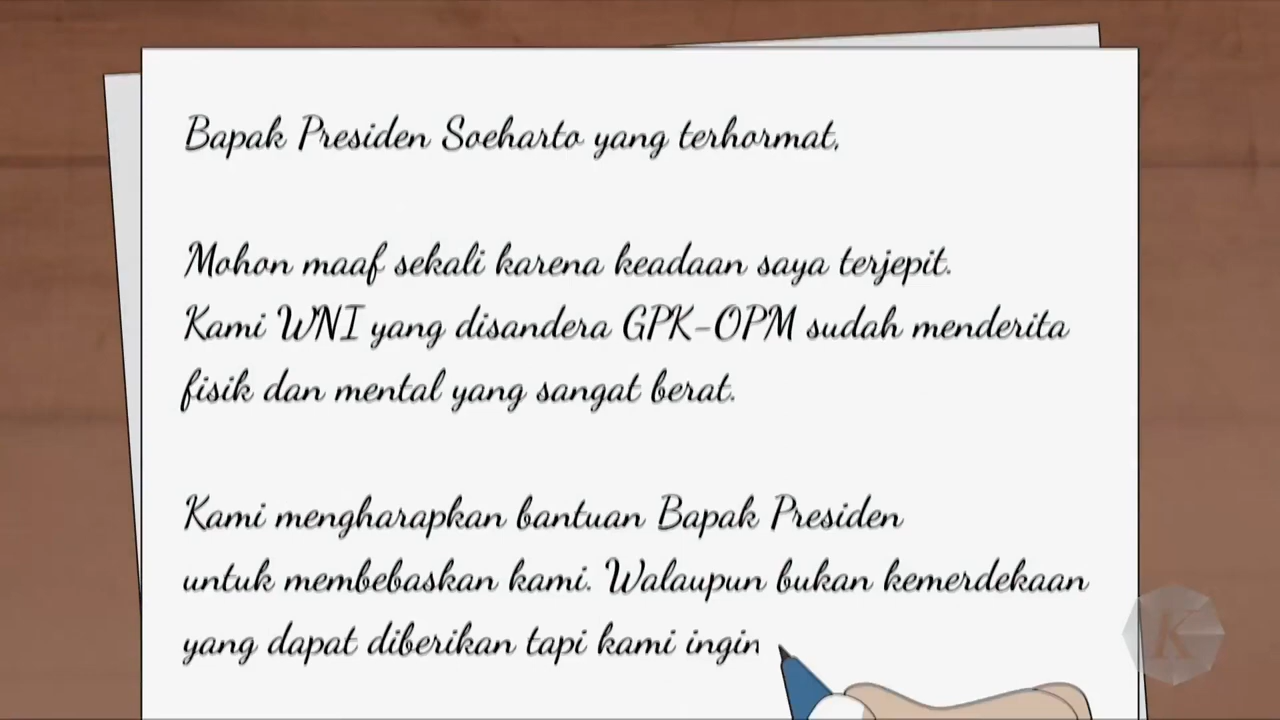 Bapak Presiden Soeharto yang terhormat,
Mohon maaf sekali karena keadaan saya terjepit.
Kami WNI yang disandera GPK-OPM sudah menderita
fisik dan mental yang sangat berat.
Kami mengharapkan bantuan Bapak Presiden
untuk membebaskan kami. Walaupun bukan kemerdekaan
yang dapat diberikan tapi kami ingin
K